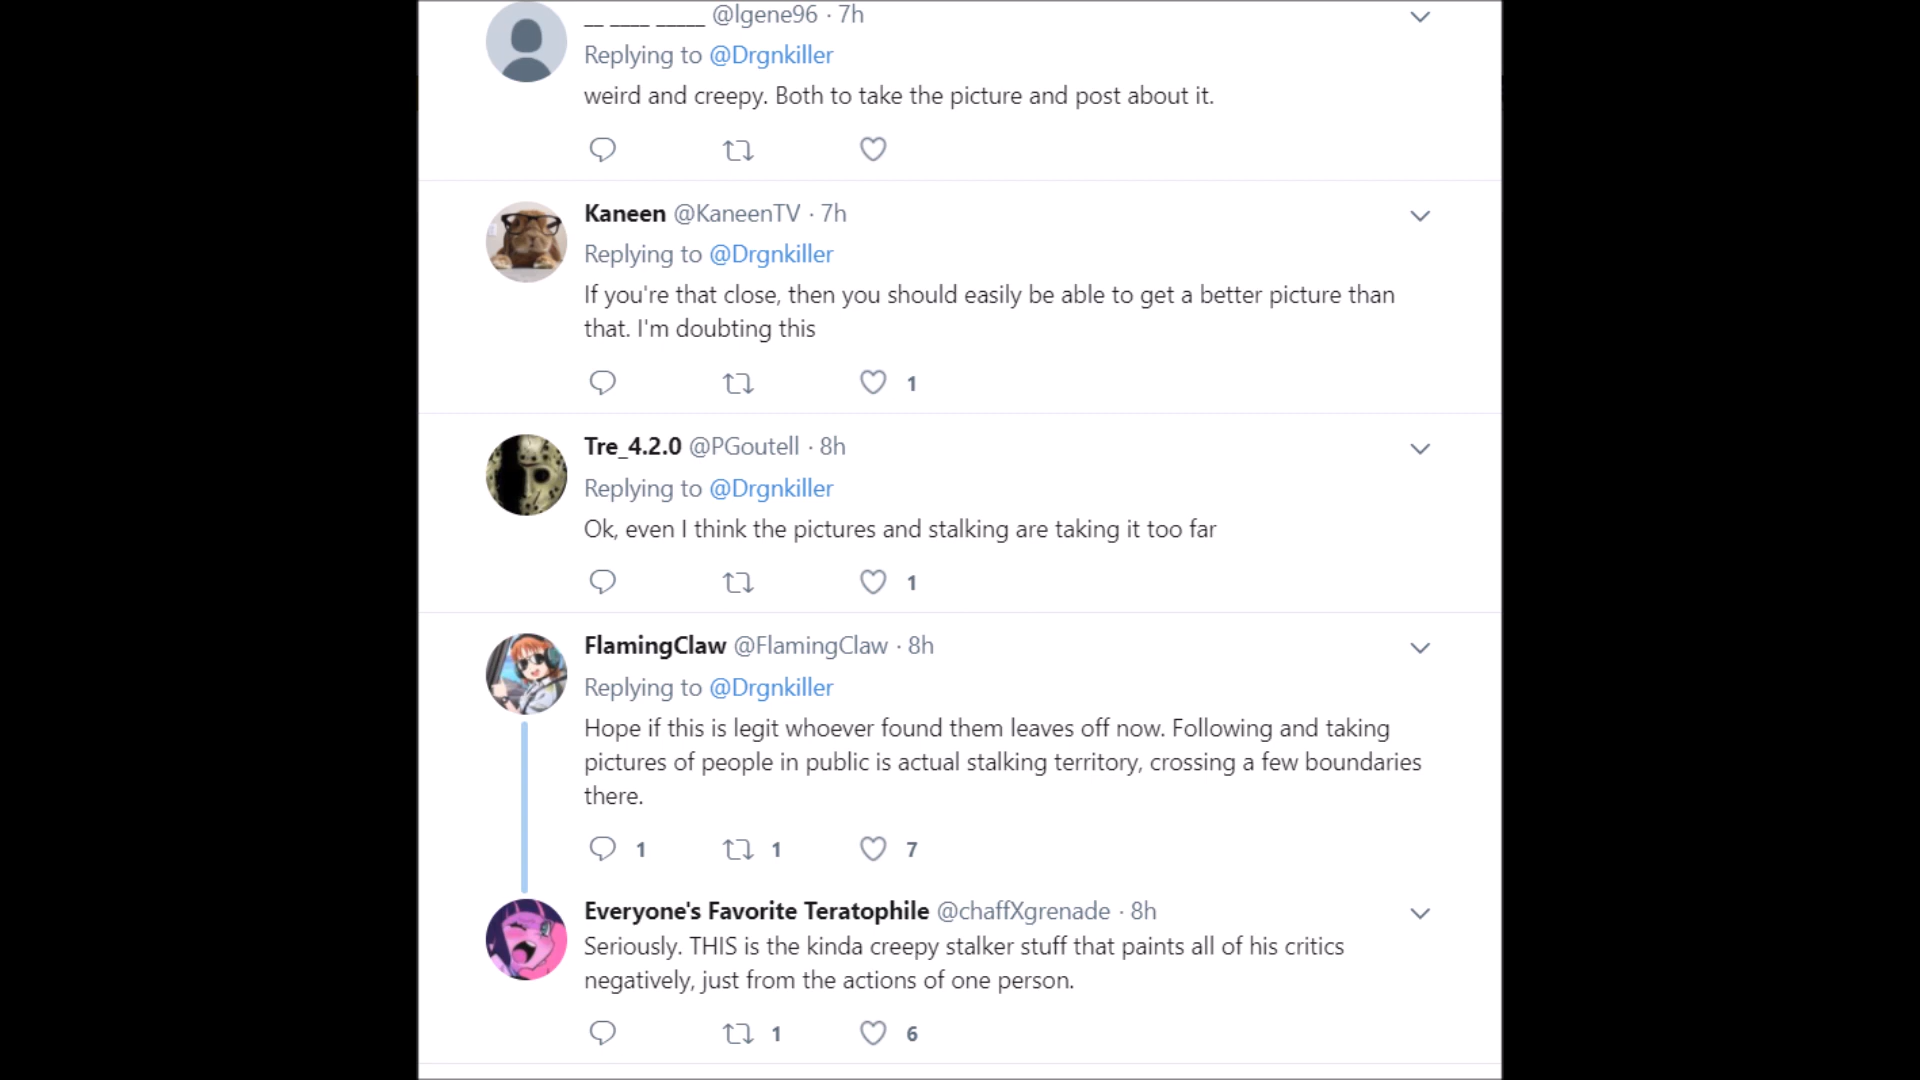 __ ____ _____ @lgene96 · 7h
Replying to @Drgnkiller
weird and creepy. Both to take the picture and post about it.
Kaneen @KaneenTV · 7h
Replying to @Drgnkiller
If you're that close, then you should easily be able to get a better picture than
that. I'm doubting this
1
Tre_4.2.0 @PGoutell · 8h
Replying to @Drgnkiller
Ok, even I think the pictures and stalking are taking it too far
1
FlamingClaw @FlamingClaw · 8h
Replying to @Drgnkiller
Hope if this is legit whoever found them leaves off now. Following and taking
pictures of people in public is actual stalking territory, crossing a few boundaries
there.
1 1 7
Everyone's Favorite Teratophile @chaffXgrenade · 8h
Seriously. THIS is the kinda creepy stalker stuff that paints all of his critics
negatively, just from the actions of one person.
1 6